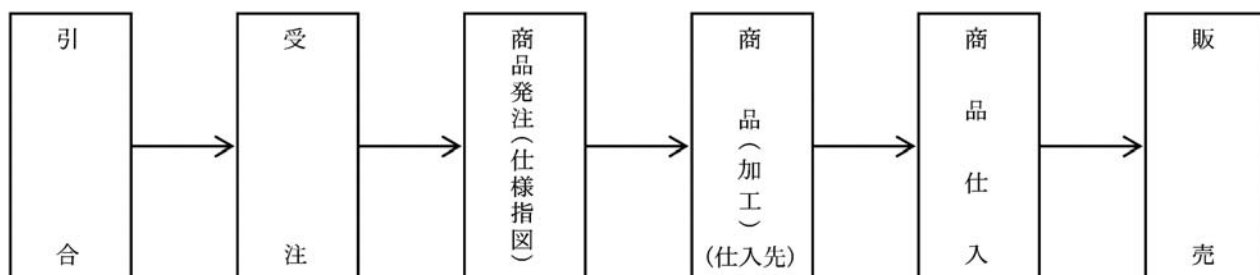 引合
受注
商品発注(仕様指図)
商品(加工)
(仕入先)
商品仕入
販売